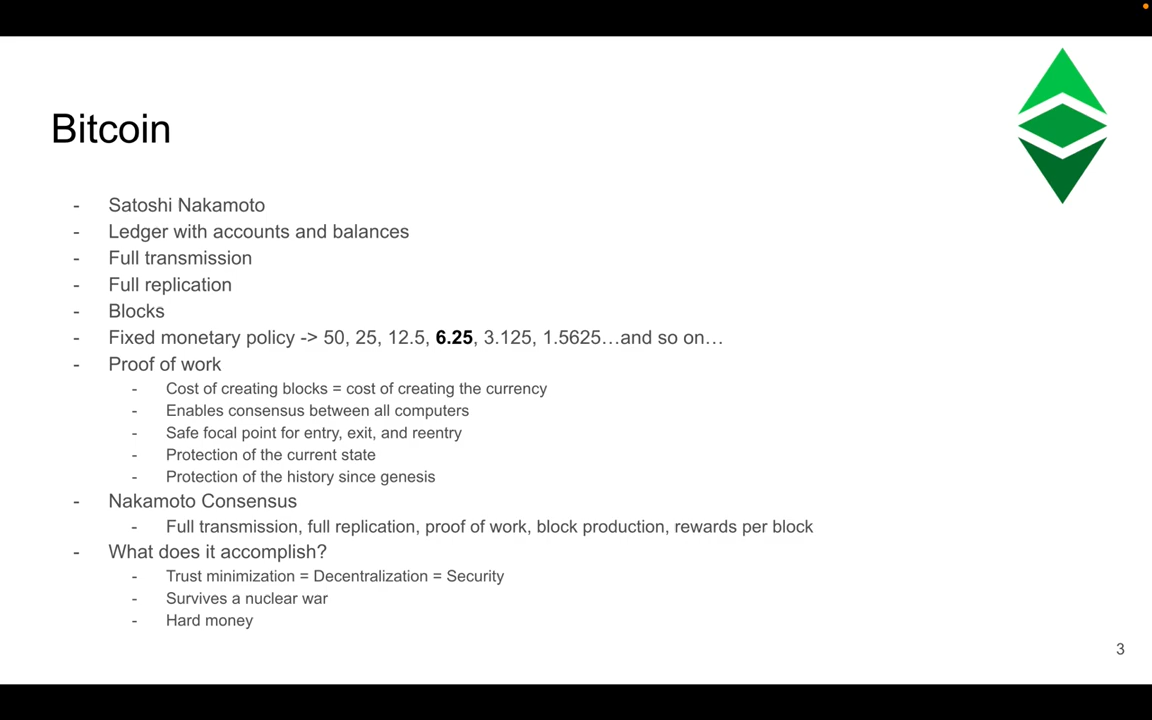 Bitcoin
- Satoshi Nakamoto
- Ledger with accounts and balances
- Full transmission
- Full replication
- Blocks
- Fixed monetary policy -> 50, 25, 12.5, 6.25, 3.125, 1.5625…and so on…
- Proof of work
- Cost of creating blocks = cost of creating the currency
- Enables consensus between all computers
- Safe focal point for entry, exit, and reentry
- Protection of the current state
- Protection of the history since genesis
- Nakamoto Consensus
- Full transmission, full replication, proof of work, block production, rewards per block
- What does it accomplish?
- Trust minimization = Decentralization = Security
- Survives a nuclear war
- Hard money
3